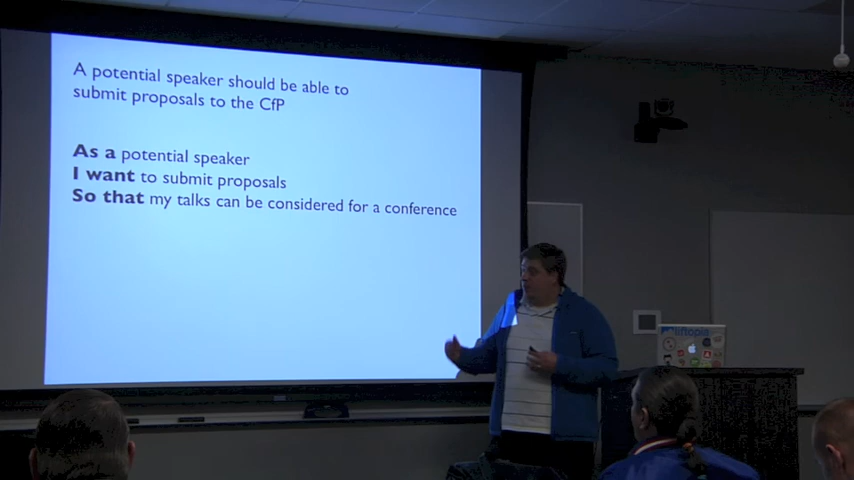 A potential speaker should be able to
submit proposals to the CfP
As a potential speaker
I want to submit proposals
So that my talks can be considered for a conference
liftopia